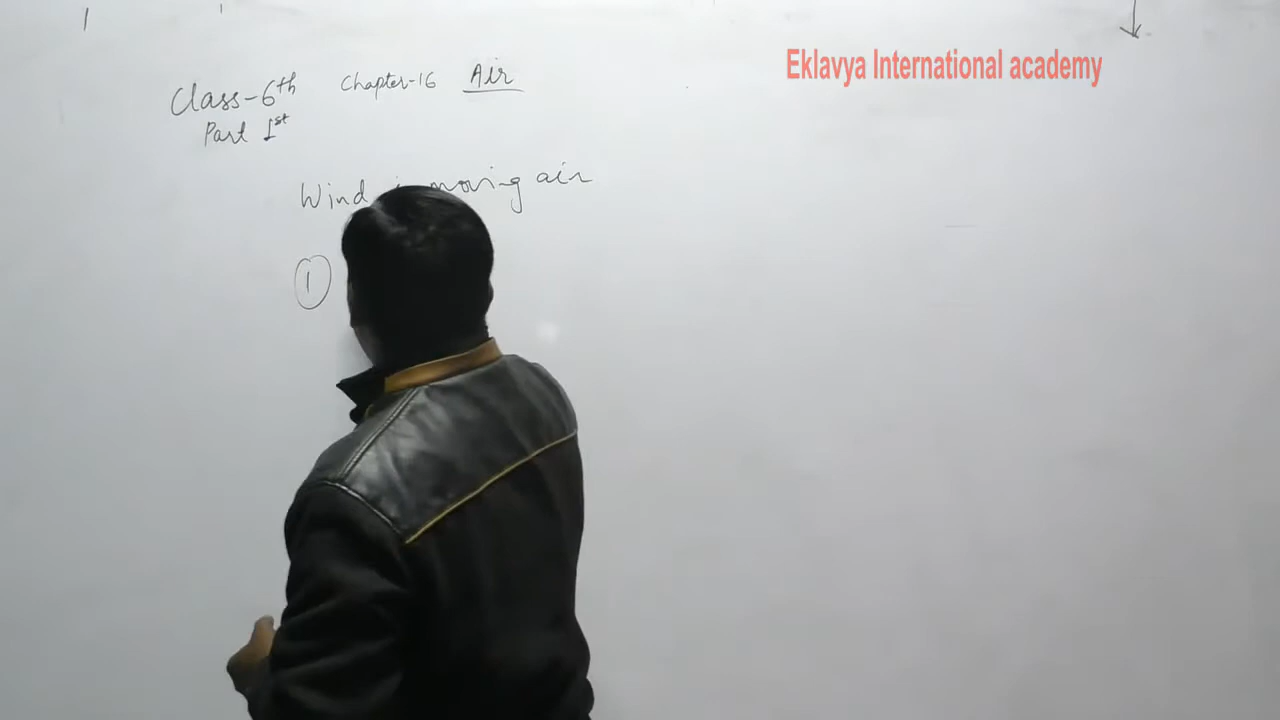 Eklavya International academy
Class-6th Chapter-16 Air
Part 1st
Wind moving air
1